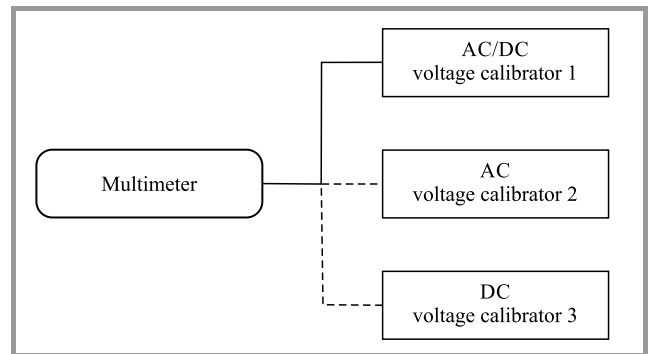 AC/DC
voltage calibrator 1
Multimeter
AC
voltage calibrator 2
DC
voltage calibrator 3